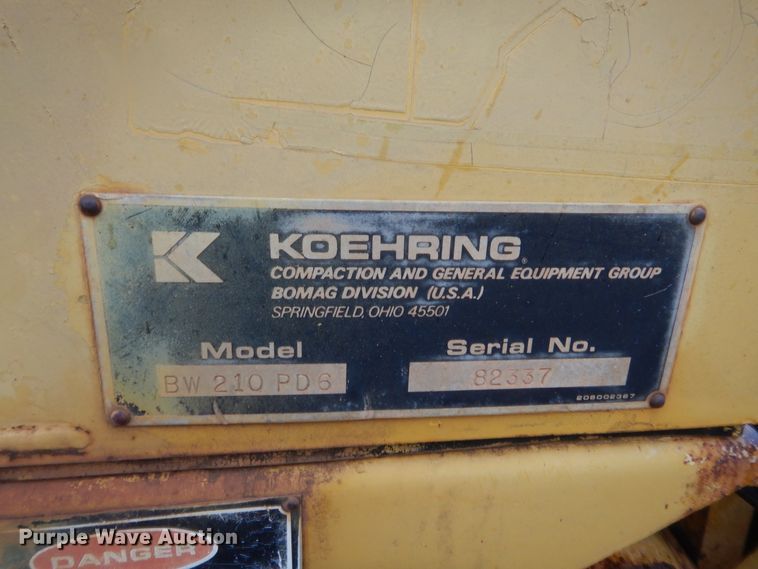 KOEHRING
COMPACTION AND GENERAL EQUIPMENT GROUP
BOMAG DIVISION (U.S.A.)
SPRINGFIELD, OHIO 45501
Model Serial No.
BW 210 PD6 82337
206002367
DANGER
Purple Wave Auction